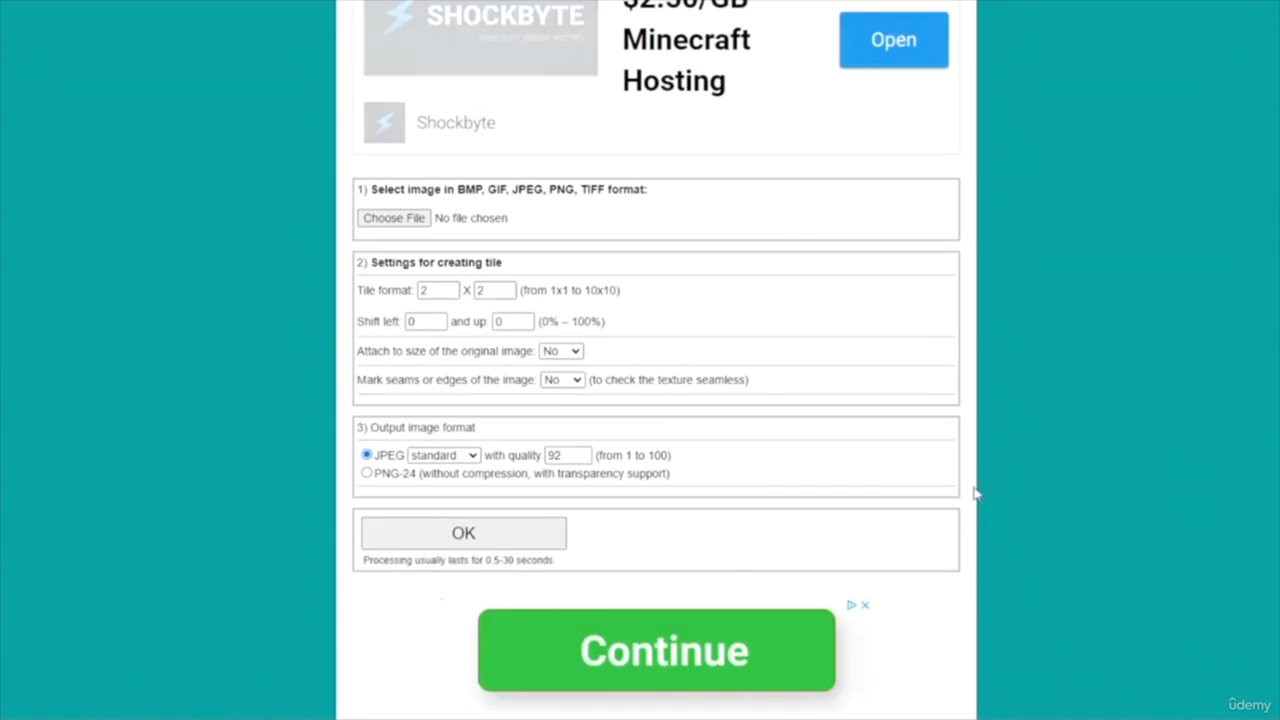 SHOCKBYTE
$2.50/GB
Minecraft
Open
Hosting
Shockbyte
1) Select image in BMP, GIF, JPEG, PNG, TIFF format:
Choose File No file chosen
2) Settings for creating tile
Tile format: 2 X 2 (from 1x1 to 10x10)
Shift left: 0 and up: 0 (0% – 100%)
Attach to size of the original image: No
Mark seams or edges of the image: No (to check the texture seamless)
3) Output image format
JPEG standard with quality 92 (from 1 to 100)
PNG-24 (without compression, with transparency support)
OK
Processing usually lasts for 0.5-30 seconds.
Continue
ûdemy